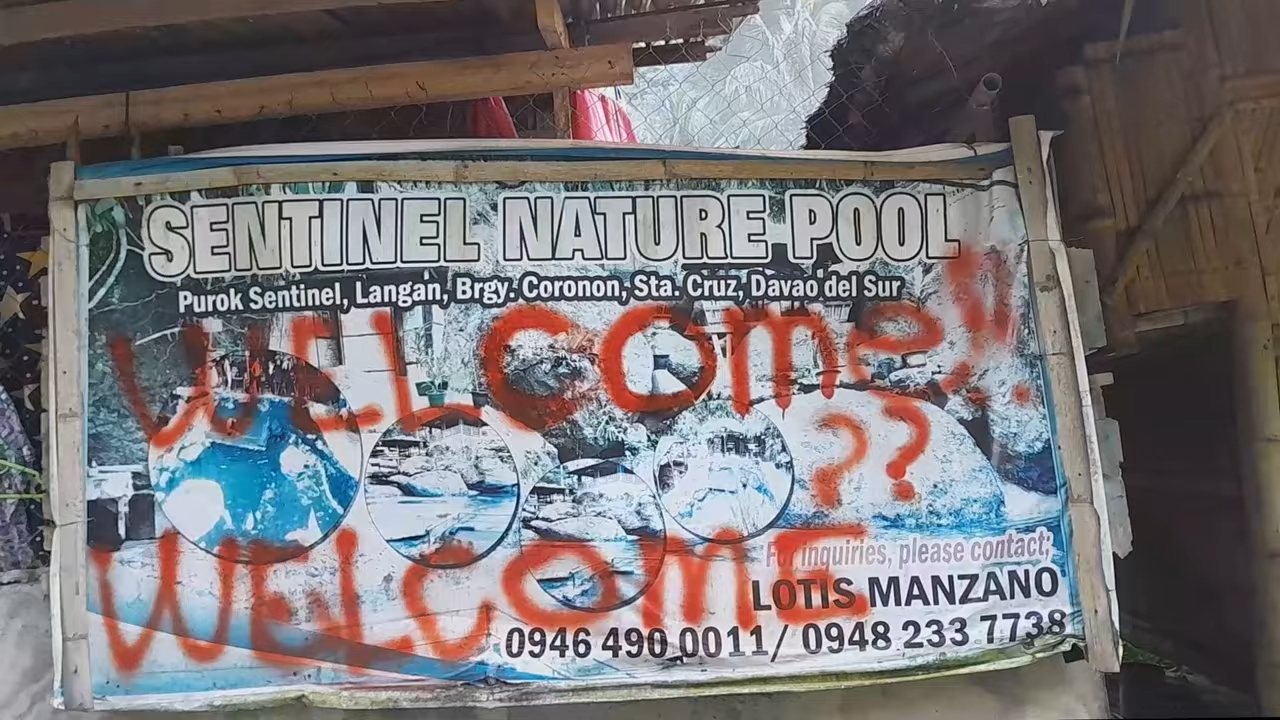 SENTINEL NATURE POOL
Purok Sentinel, Langan, Brgy. Coronon, Sta. Cruz, Davao del Sur
WELCOMe!!
??
WELCOME
For inquiries, please contact;
LOTIS MANZANO
0946 490 0011/ 0948 233 7738